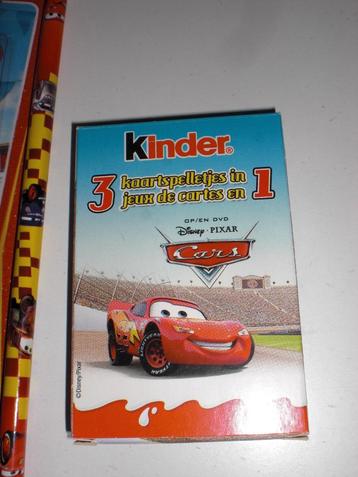 Kinder®
3 kaartspelletjes in 1
jeux de cartes en
OP/EN DVD
Disney · PIXAR
Cars
©Disney/Pixar